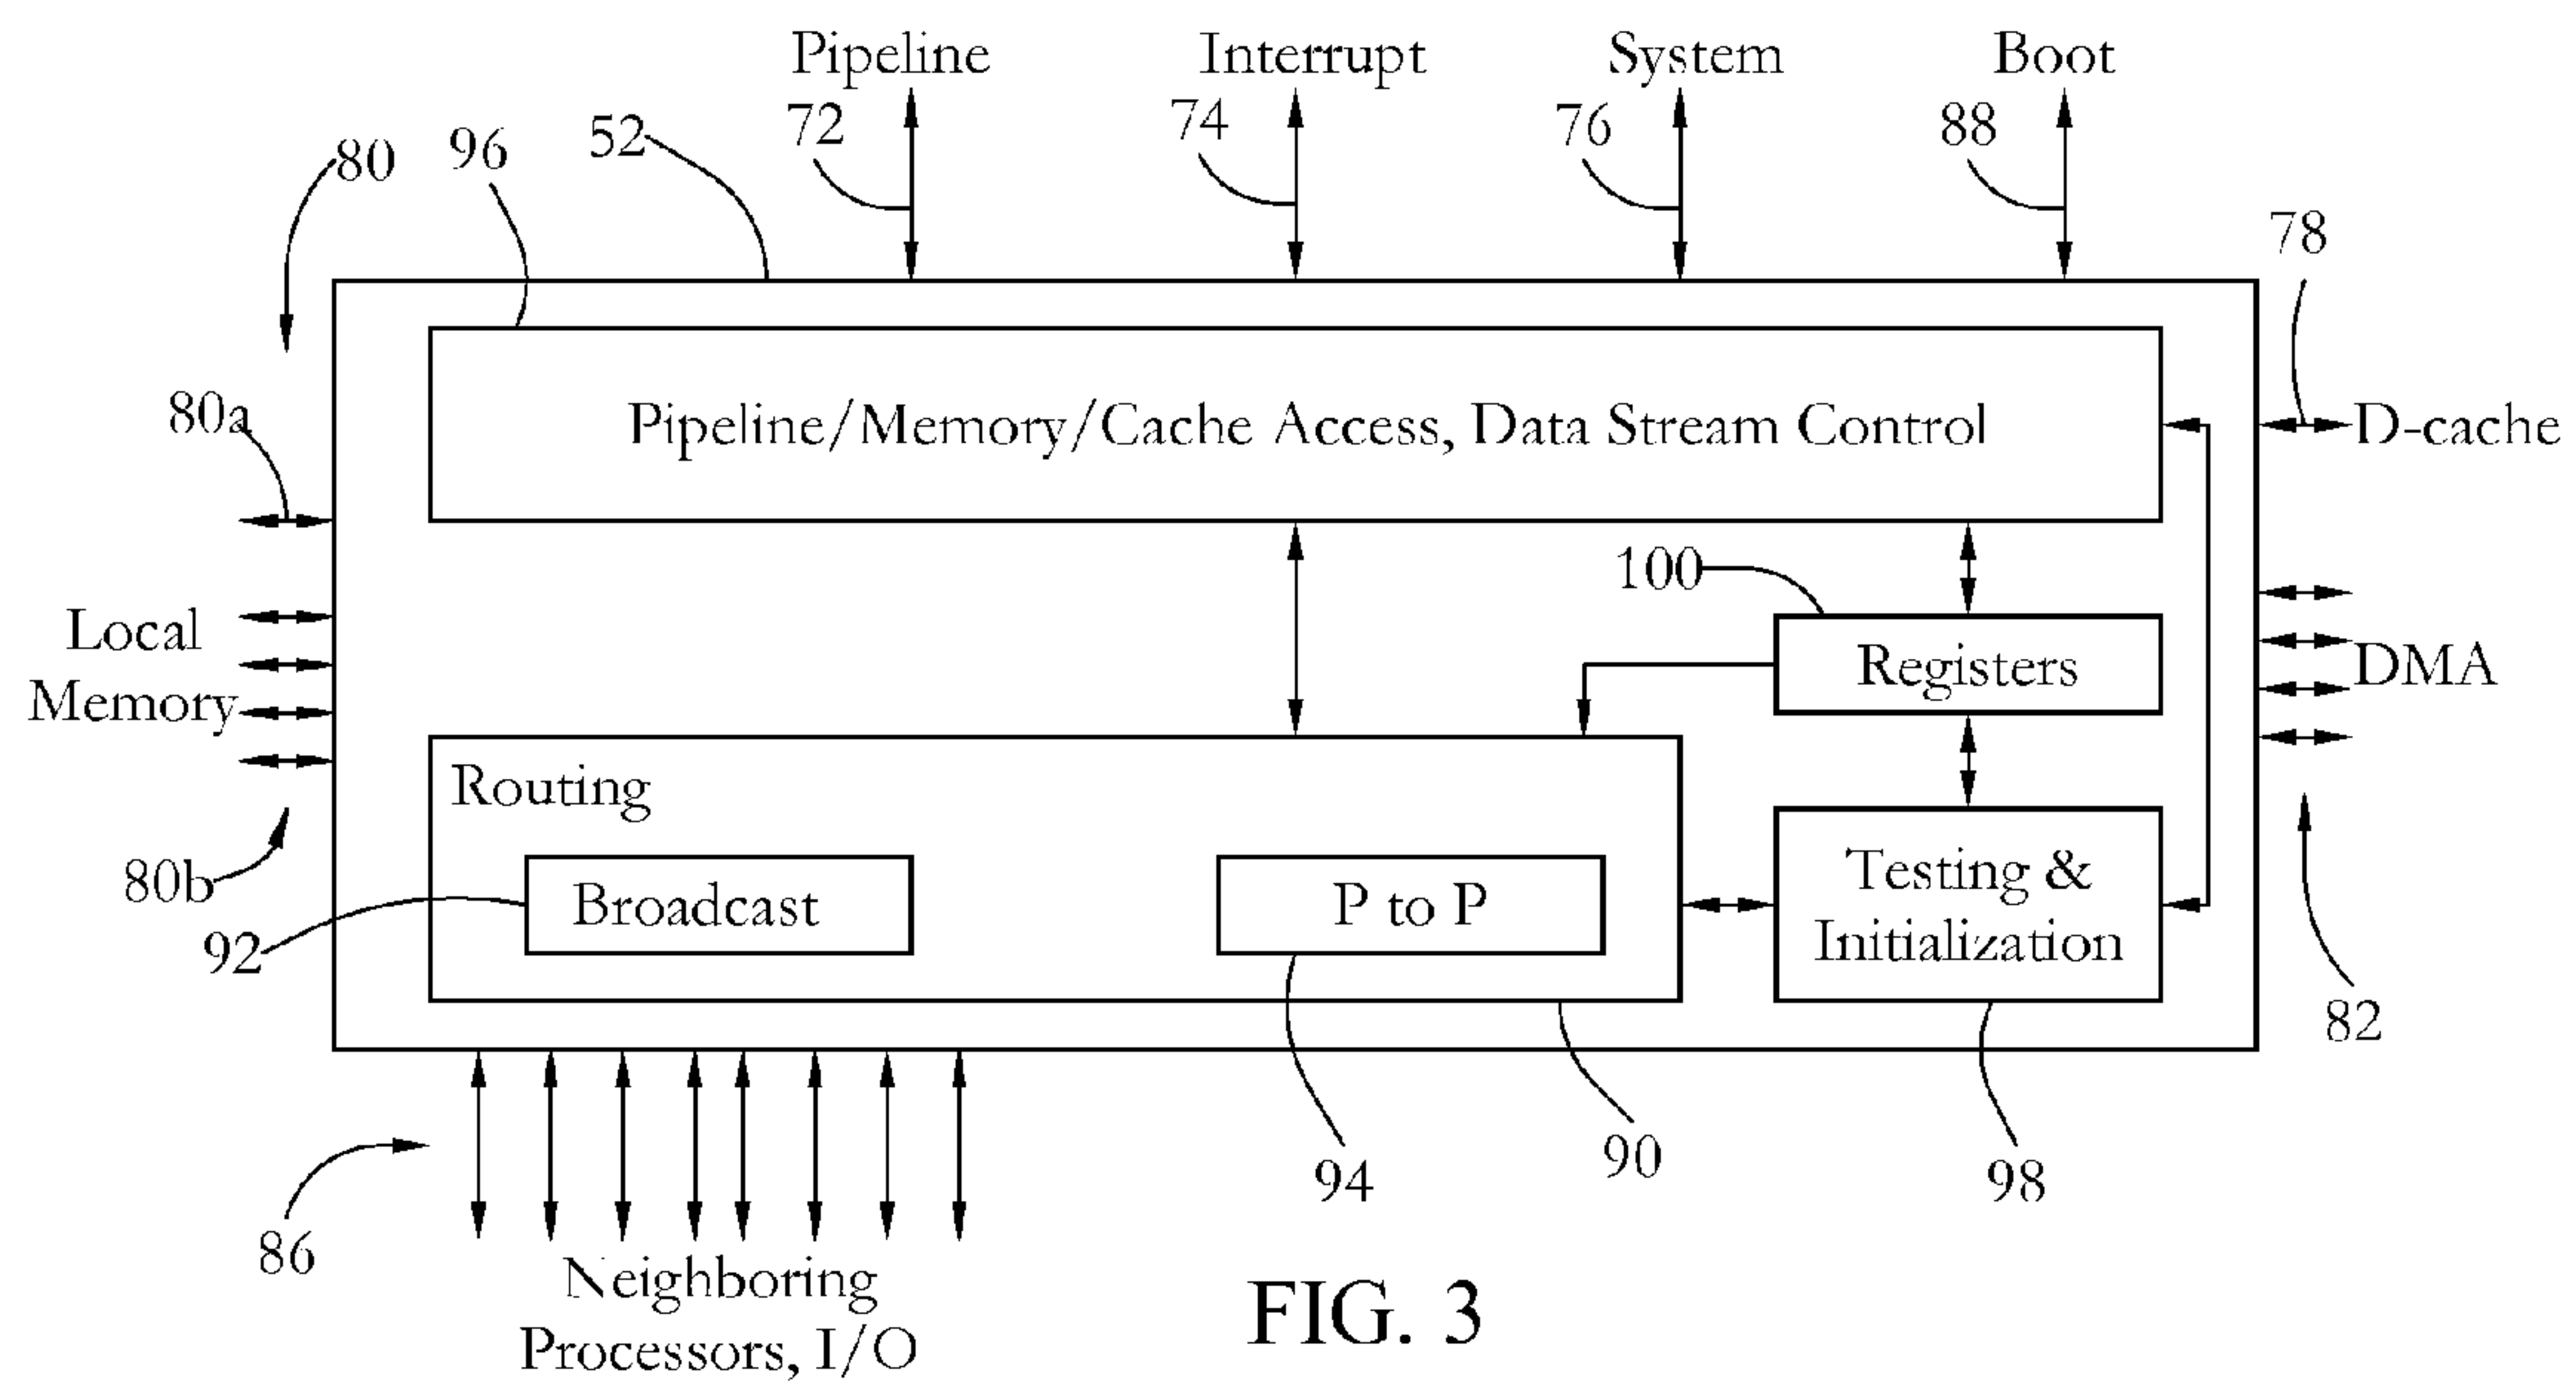 Pipeline
Interrupt
System
Boot
72
74
76
88
80
96
52
78
80a
Pipeline/Memory/Cache Access, Data Stream Control
D-cache
100
Local
Memory
Registers
DMA
Routing
80b
Broadcast
P to P
Testing &
Initialization
92
82
94
90
98
86
Neighboring
Processors, I/O
FIG. 3